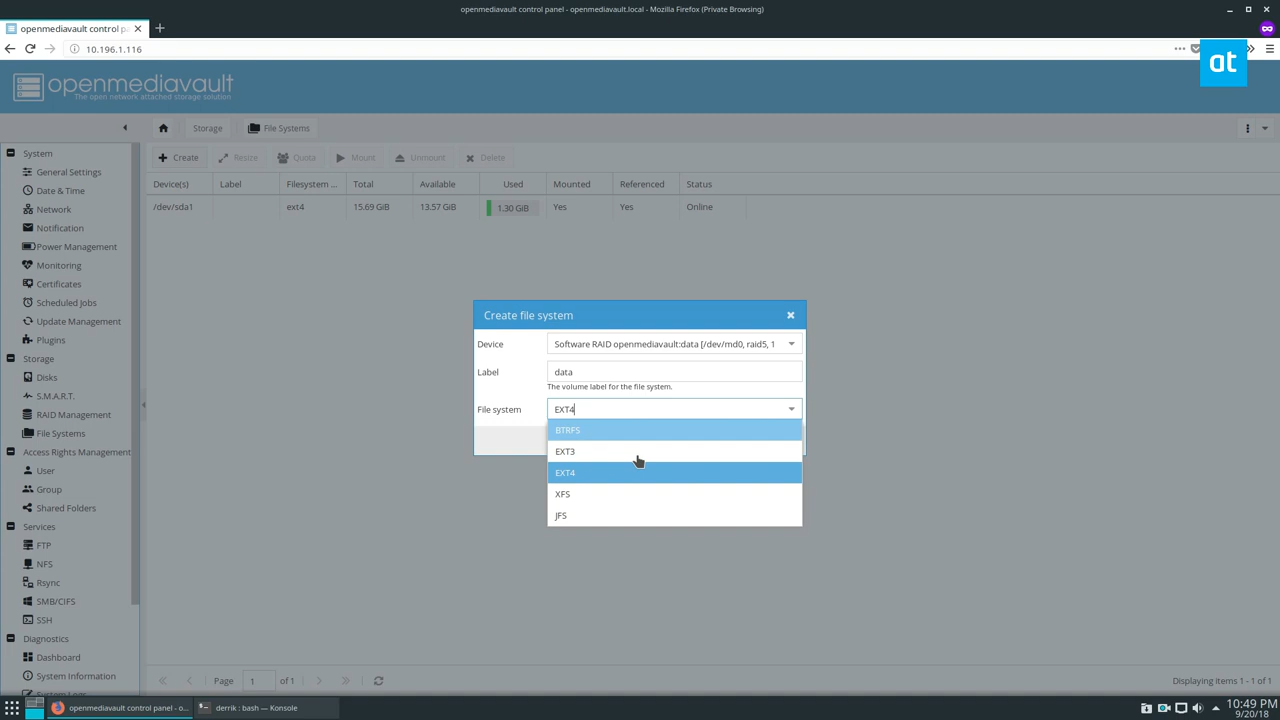 openmediavault control panel - openmediavault.local - Mozilla Firefox (Private Browsing)
openmediavault control pa
10.196.1.116
at
openmediavault
The open network attached storage solution
Storage
File Systems
System
General Settings
Date & Time
Network
Notification
Power Management
Monitoring
Certificates
Scheduled Jobs
Update Management
Plugins
Storage
Disks
S.M.A.R.T.
RAID Management
File Systems
Access Rights Management
User
Group
Shared Folders
Services
FTP
NFS
Rsync
SMB/CIFS
SSH
Diagnostics
Dashboard
System Information
System Logs
Create Resize Quota Mount Unmount Delete
Device(s) Label Filesystem ... Total Available Used Mounted Referenced Status
/dev/sda1 ext4 15.69 GiB 13.57 GiB 1.30 GiB Yes Yes Online
Create file system
Device Software RAID openmediavault:data [/dev/md0, raid5, 1
Label data
The volume label for the file system.
File system EXT4
BTRFS
EXT3
EXT4
XFS
JFS
Page 1 of 1
Displaying items 1 - 1 of 1
openmediavault control panel - o...
derrik : bash — Konsole
10:49 PM
9/20/18